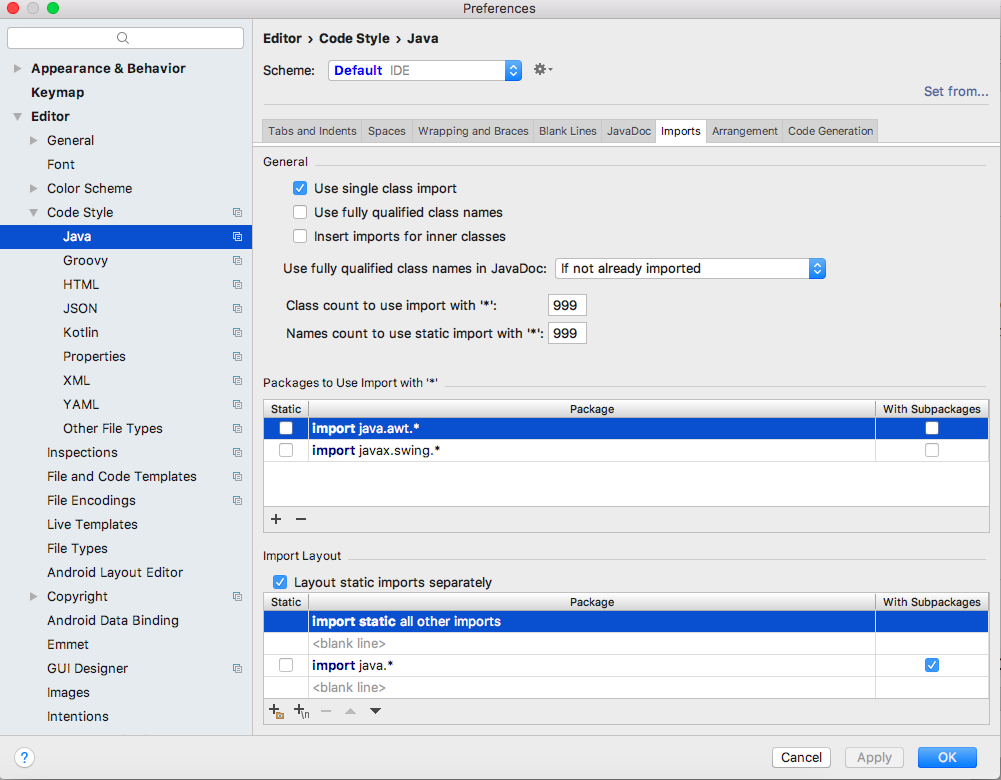 Preferences
Appearance & Behavior
Keymap
Editor
General
Font
Color Scheme
Code Style
Java
Groovy
HTML
JSON
Kotlin
Properties
XML
YAML
Other File Types
Inspections
File and Code Templates
File Encodings
Live Templates
File Types
Android Layout Editor
Copyright
Android Data Binding
Emmet
GUI Designer
Images
Intentions
Editor › Code Style › Java
Scheme: Default IDE
Set from...
Tabs and Indents Spaces Wrapping and Braces Blank Lines JavaDoc Imports Arrangement Code Generation
General
Use single class import
Use fully qualified class names
Insert imports for inner classes
Use fully qualified class names in JavaDoc: If not already imported
Class count to use import with '*': 999
Names count to use static import with '*': 999
Packages to Use Import with '*'
Static Package With Subpackages
import java.awt.*
import javax.swing.*
Import Layout
Layout static imports separately
Static Package With Subpackages
import static all other imports
<blank line>
import java.*
<blank line>
\n
?
Cancel Apply OK